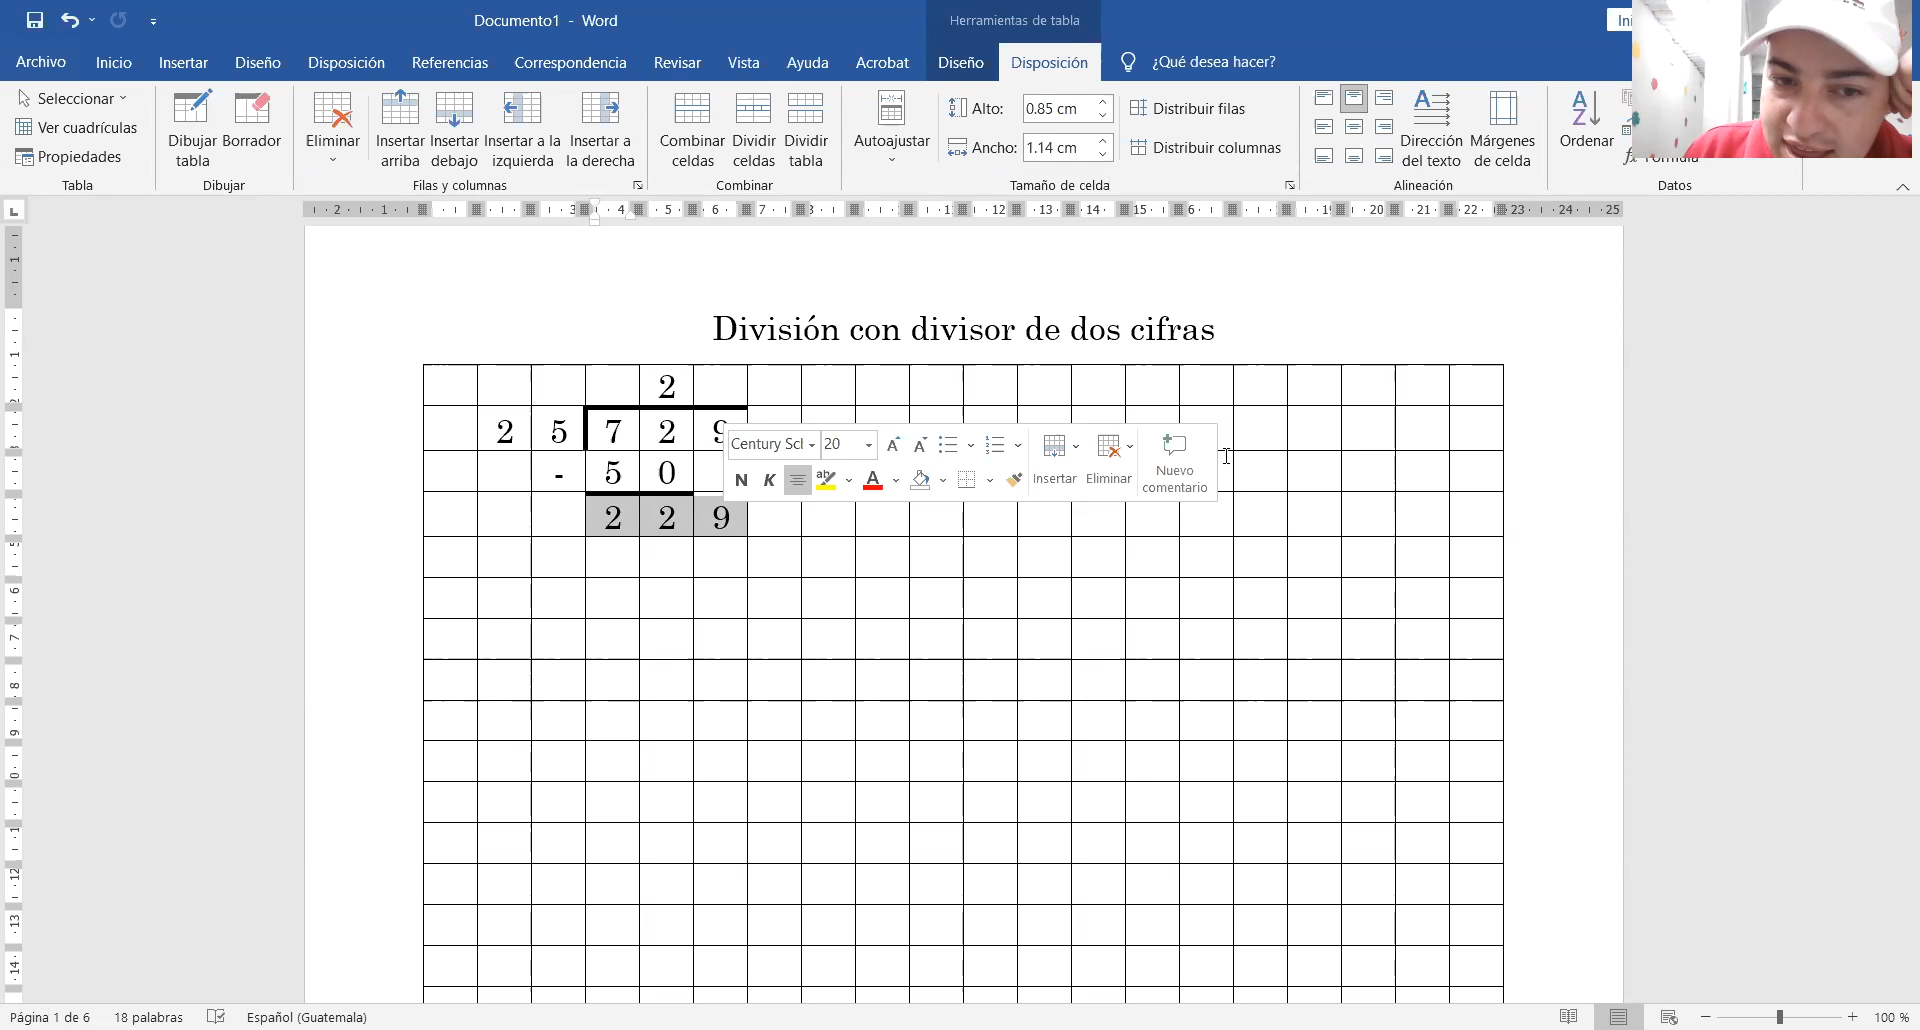 Documento1 - Word
Herramientas de tabla
Archivo Inicio Insertar Diseño Disposición Referencias Correspondencia Revisar Vista Ayuda Acrobat Diseño Disposición ¿Qué desea hacer?
Seleccionar
Ver cuadrículas
Propiedades
Tabla
Dibujar tabla
Borrador
Dibujar
Eliminar
Insertar arriba
Insertar debajo
Insertar a la izquierda
Insertar a la derecha
Filas y columnas
Combinar celdas
Dividir celdas
Dividir tabla
Combinar
Autoajustar
Alto: 0.85 cm
Ancho: 1.14 cm
Distribuir filas
Distribuir columnas
Tamaño de celda
Dirección del texto
Márgenes de celda
Alineación
Ordenar
Datos
División con divisor de dos cifras
2
2 5 7 2 9
- 5 0
2 2 9
Century Scl 20
N K
Insertar
Eliminar
Nuevo comentario
Página 1 de 6 18 palabras Español (Guatemala) 100 %